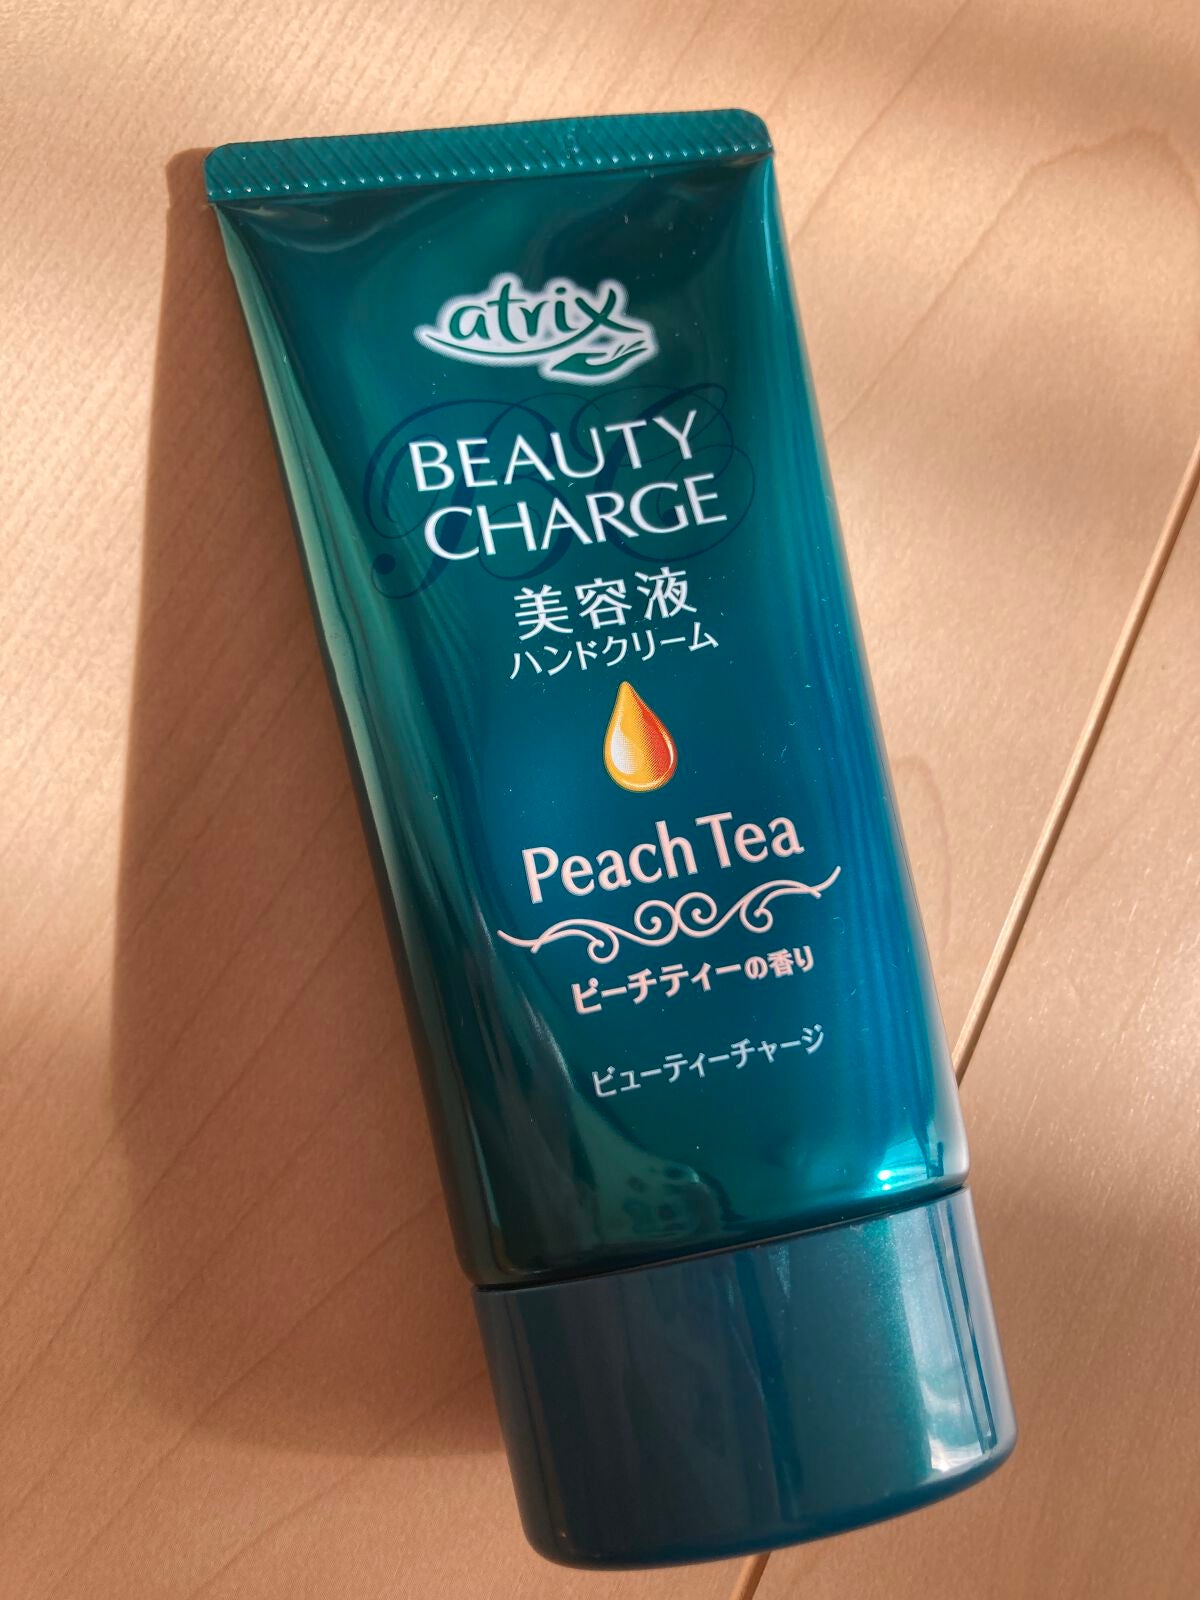 atrix
BEAUTY
CHARGE
美容液
ハンドクリーム
Peach Tea
ピーチティーの香り
ビューティーチャージ